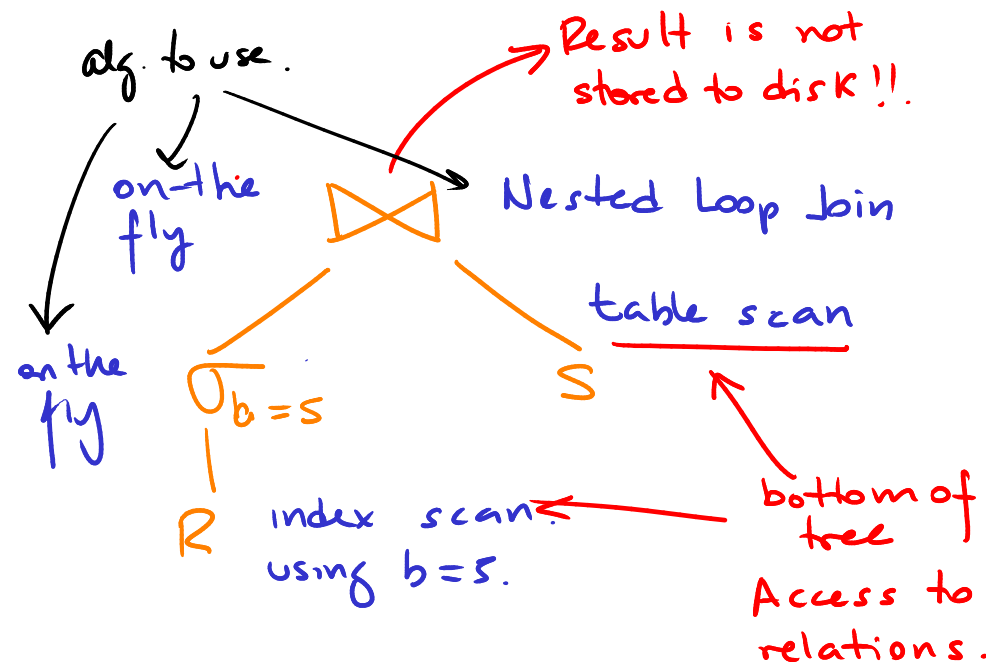 alg. to use.
Result is not
stored to disk!!.
on-the
fly
⋈
Nested Loop Join
table scan
on the
fly
σ b=5
S
R
index scan.
using b=5.
bottom of
tree
Access to
relations.